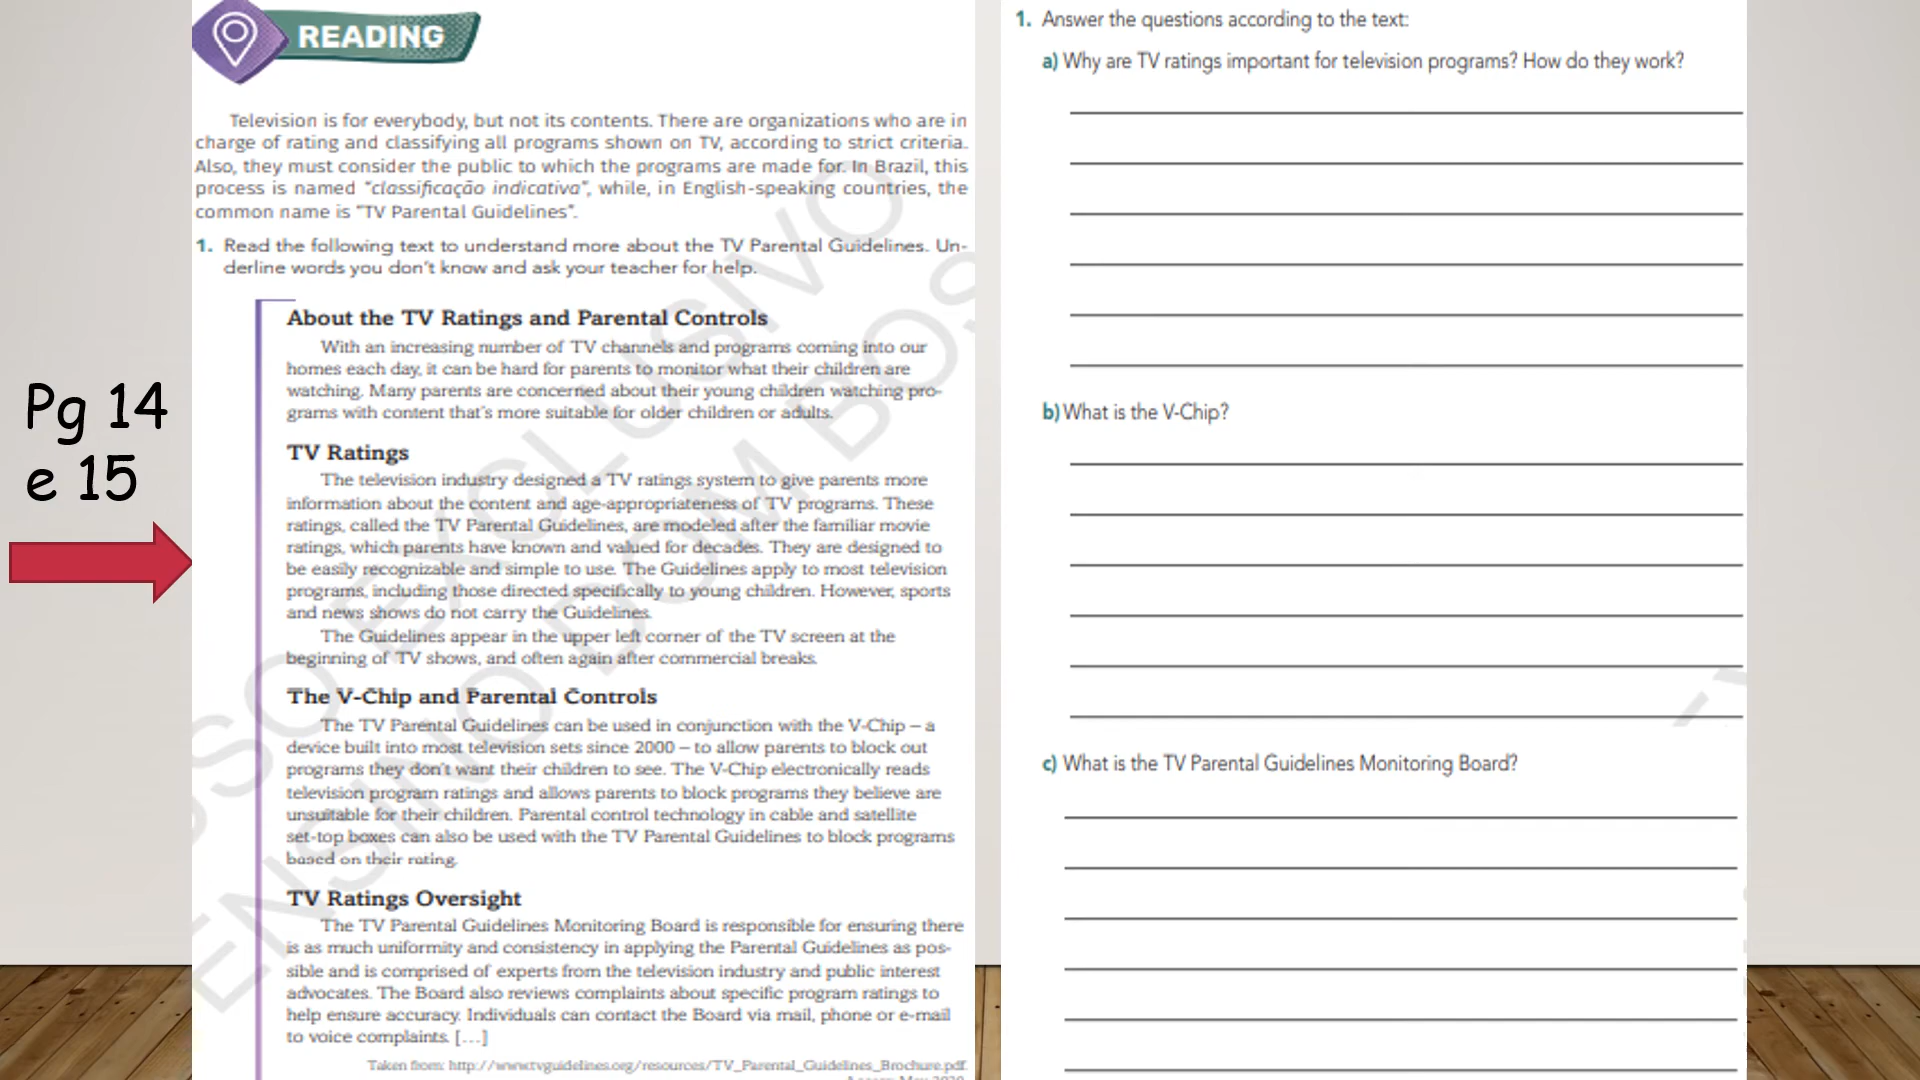 Pg 14
e 15
READING
Television is for everybody, but not its contents. There are organizations who are in
charge of rating and classifying all programs shown on TV, according to strict criteria.
Also, they must consider the public to which the programs are made for. In Brazil, this
process is named "classificação indicativa", while, in English-speaking countries, the
common name is "TV Parental Guidelines".
1. Read the following text to understand more about the TV Parental Guidelines. Un-
derline words you don't know and ask your teacher for help.
About the TV Ratings and Parental Controls
With an increasing number of TV channels and programs coming into our
homes each day, it can be hard for parents to monitor what their children are
watching. Many parents are concerned about their young children watching pro-
grams with content that's more suitable for older children or adults.
TV Ratings
The television industry designed a TV ratings system to give parents more
information about the content and age-appropriateness of TV programs. These
ratings, called the TV Parental Guidelines, are modeled after the familiar movie
ratings, which parents have known and valued for decades. They are designed to
be easily recognizable and simple to use. The Guidelines apply to most television
programs, including those directed specifically to young children. However, sports
and news shows do not carry the Guidelines.
The Guidelines appear in the upper left corner of the TV screen at the
beginning of TV shows, and often again after commercial breaks.
The V-Chip and Parental Controls
The TV Parental Guidelines can be used in conjunction with the V-Chip – a
device built into most television sets since 2000 – to allow parents to block out
programs they don't want their children to see. The V-Chip electronically reads
television program ratings and allows parents to block programs they believe are
unsuitable for their children. Parental control technology in cable and satellite
set-top boxes can also be used with the TV Parental Guidelines to block programs
based on their rating.
TV Ratings Oversight
The TV Parental Guidelines Monitoring Board is responsible for ensuring there
is as much uniformity and consistency in applying the Parental Guidelines as pos-
sible and is comprised of experts from the television industry and public interest
advocates. The Board also reviews complaints about specific program ratings to
help ensure accuracy. Individuals can contact the Board via mail, phone or e-mail
to voice complaints. [...]
Taken from: http://www.tvguidelines.org/resources/TV_Parental_Guidelines_Brochure.pdf.
1. Answer the questions according to the text:
a) Why are TV ratings important for television programs? How do they work?
b) What is the V-Chip?
c) What is the TV Parental Guidelines Monitoring Board?
EXCLUSIVO
ENSINO DOM BOS